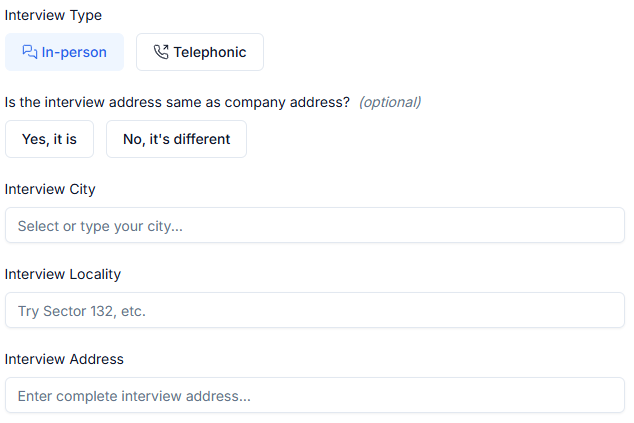 Interview Type
In-person Telephonic
Is the interview address same as company address? (optional)
Yes, it is No, it's different
Interview City
Select or type your city...
Interview Locality
Try Sector 132, etc.
Interview Address
Enter complete interview address...